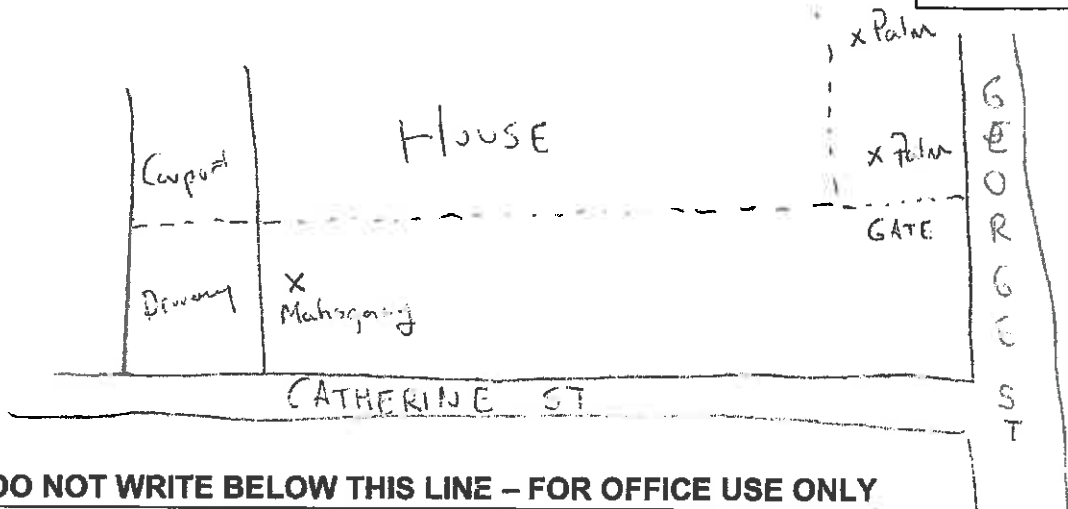 x Palm
HOUSE
Carport
x Palm
GATE
Driveway
x
Mahogany
CATHERINE ST
GEORGE ST
DO NOT WRITE BELOW THIS LINE – FOR OFFICE USE ONLY